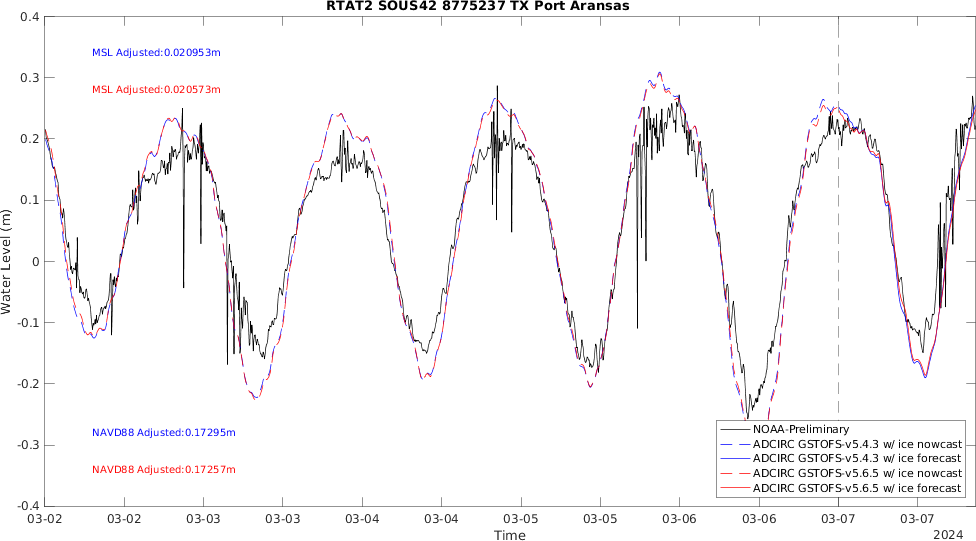 RTAT2 SOUS42 8775237 TX Port Aransas
0.4
0.3
0.2
0.1
0
-0.1
-0.2
-0.3
-0.4
Water Level (m)
MSL Adjusted:0.020953m
MSL Adjusted:0.020573m
NAVD88 Adjusted:0.17295m
NAVD88 Adjusted:0.17257m
NOAA-Preliminary
ADCIRC GSTOFS-v5.4.3 w/ ice nowcast
ADCIRC GSTOFS-v5.4.3 w/ ice forecast
ADCIRC GSTOFS-v5.6.5 w/ ice nowcast
ADCIRC GSTOFS-v5.6.5 w/ ice forecast
03-02 03-02 03-03 03-03 03-04 03-04 03-05 03-05 03-06 03-06 03-07 03-07
Time
2024